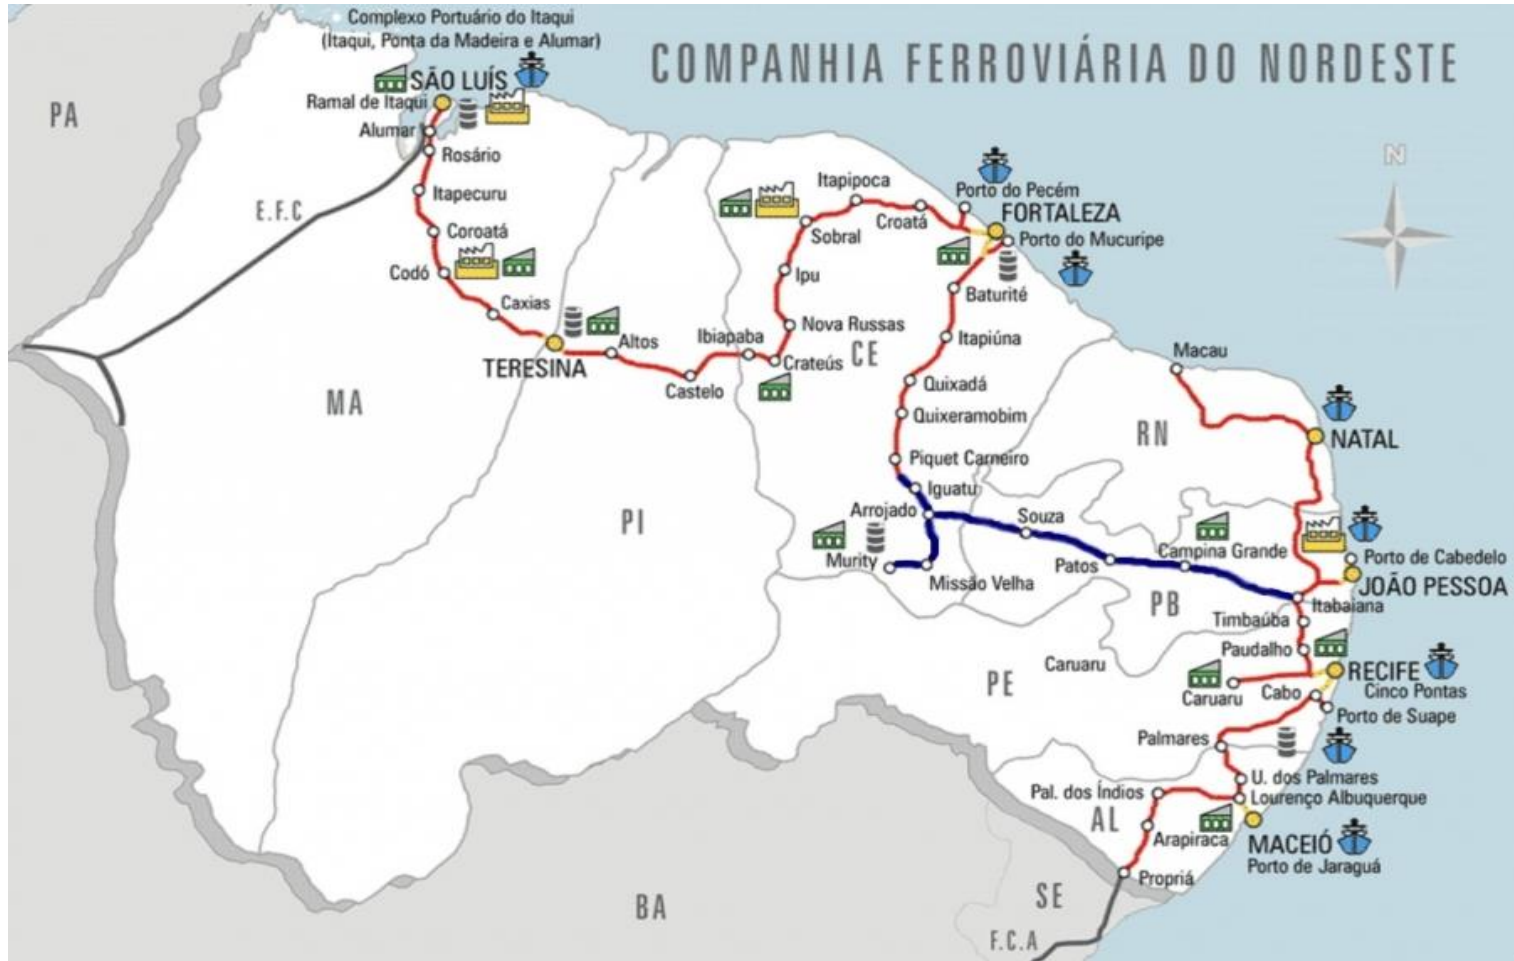 Complexo Portuário do Itaqui
(Itaqui, Ponta da Madeira e Alumar)
COMPANHIA FERROVIÁRIA DO NORDESTE
SÃO LUÍS
Ramal de Itaqui
PA
Alumar
Rosário
N
Itapecuru
Itapipoca
Porto do Pecém
E.F.C
Croatá
FORTALEZA
Coroatá
Sobral
Porto do Mucuripe
Codó
Ipu
Baturité
Caxias
Nova Russas
Ibiapaba
Itapiúna
Altos
CE
Macau
TERESINA
Crateús
Castelo
Quixadá
MA
Quixeramobim
RN
NATAL
Piquet Carneiro
Iguatu
Arrojado
PI
Souza
Campina Grande
Porto de Cabedelo
Murity
Patos
Missão Velha
JOÃO PESSOA
PB
Itabaiana
Timbaúba
Paudalho
Caruaru
RECIFE
PE
Caruaru
Cabo
Cinco Pontas
Porto de Suape
Palmares
U. dos Palmares
Pal. dos Índios
Lourenço Albuquerque
AL
Arapiraca
MACEIÓ
Porto de Jaraguá
Propriá
SE
BA
F.C.A